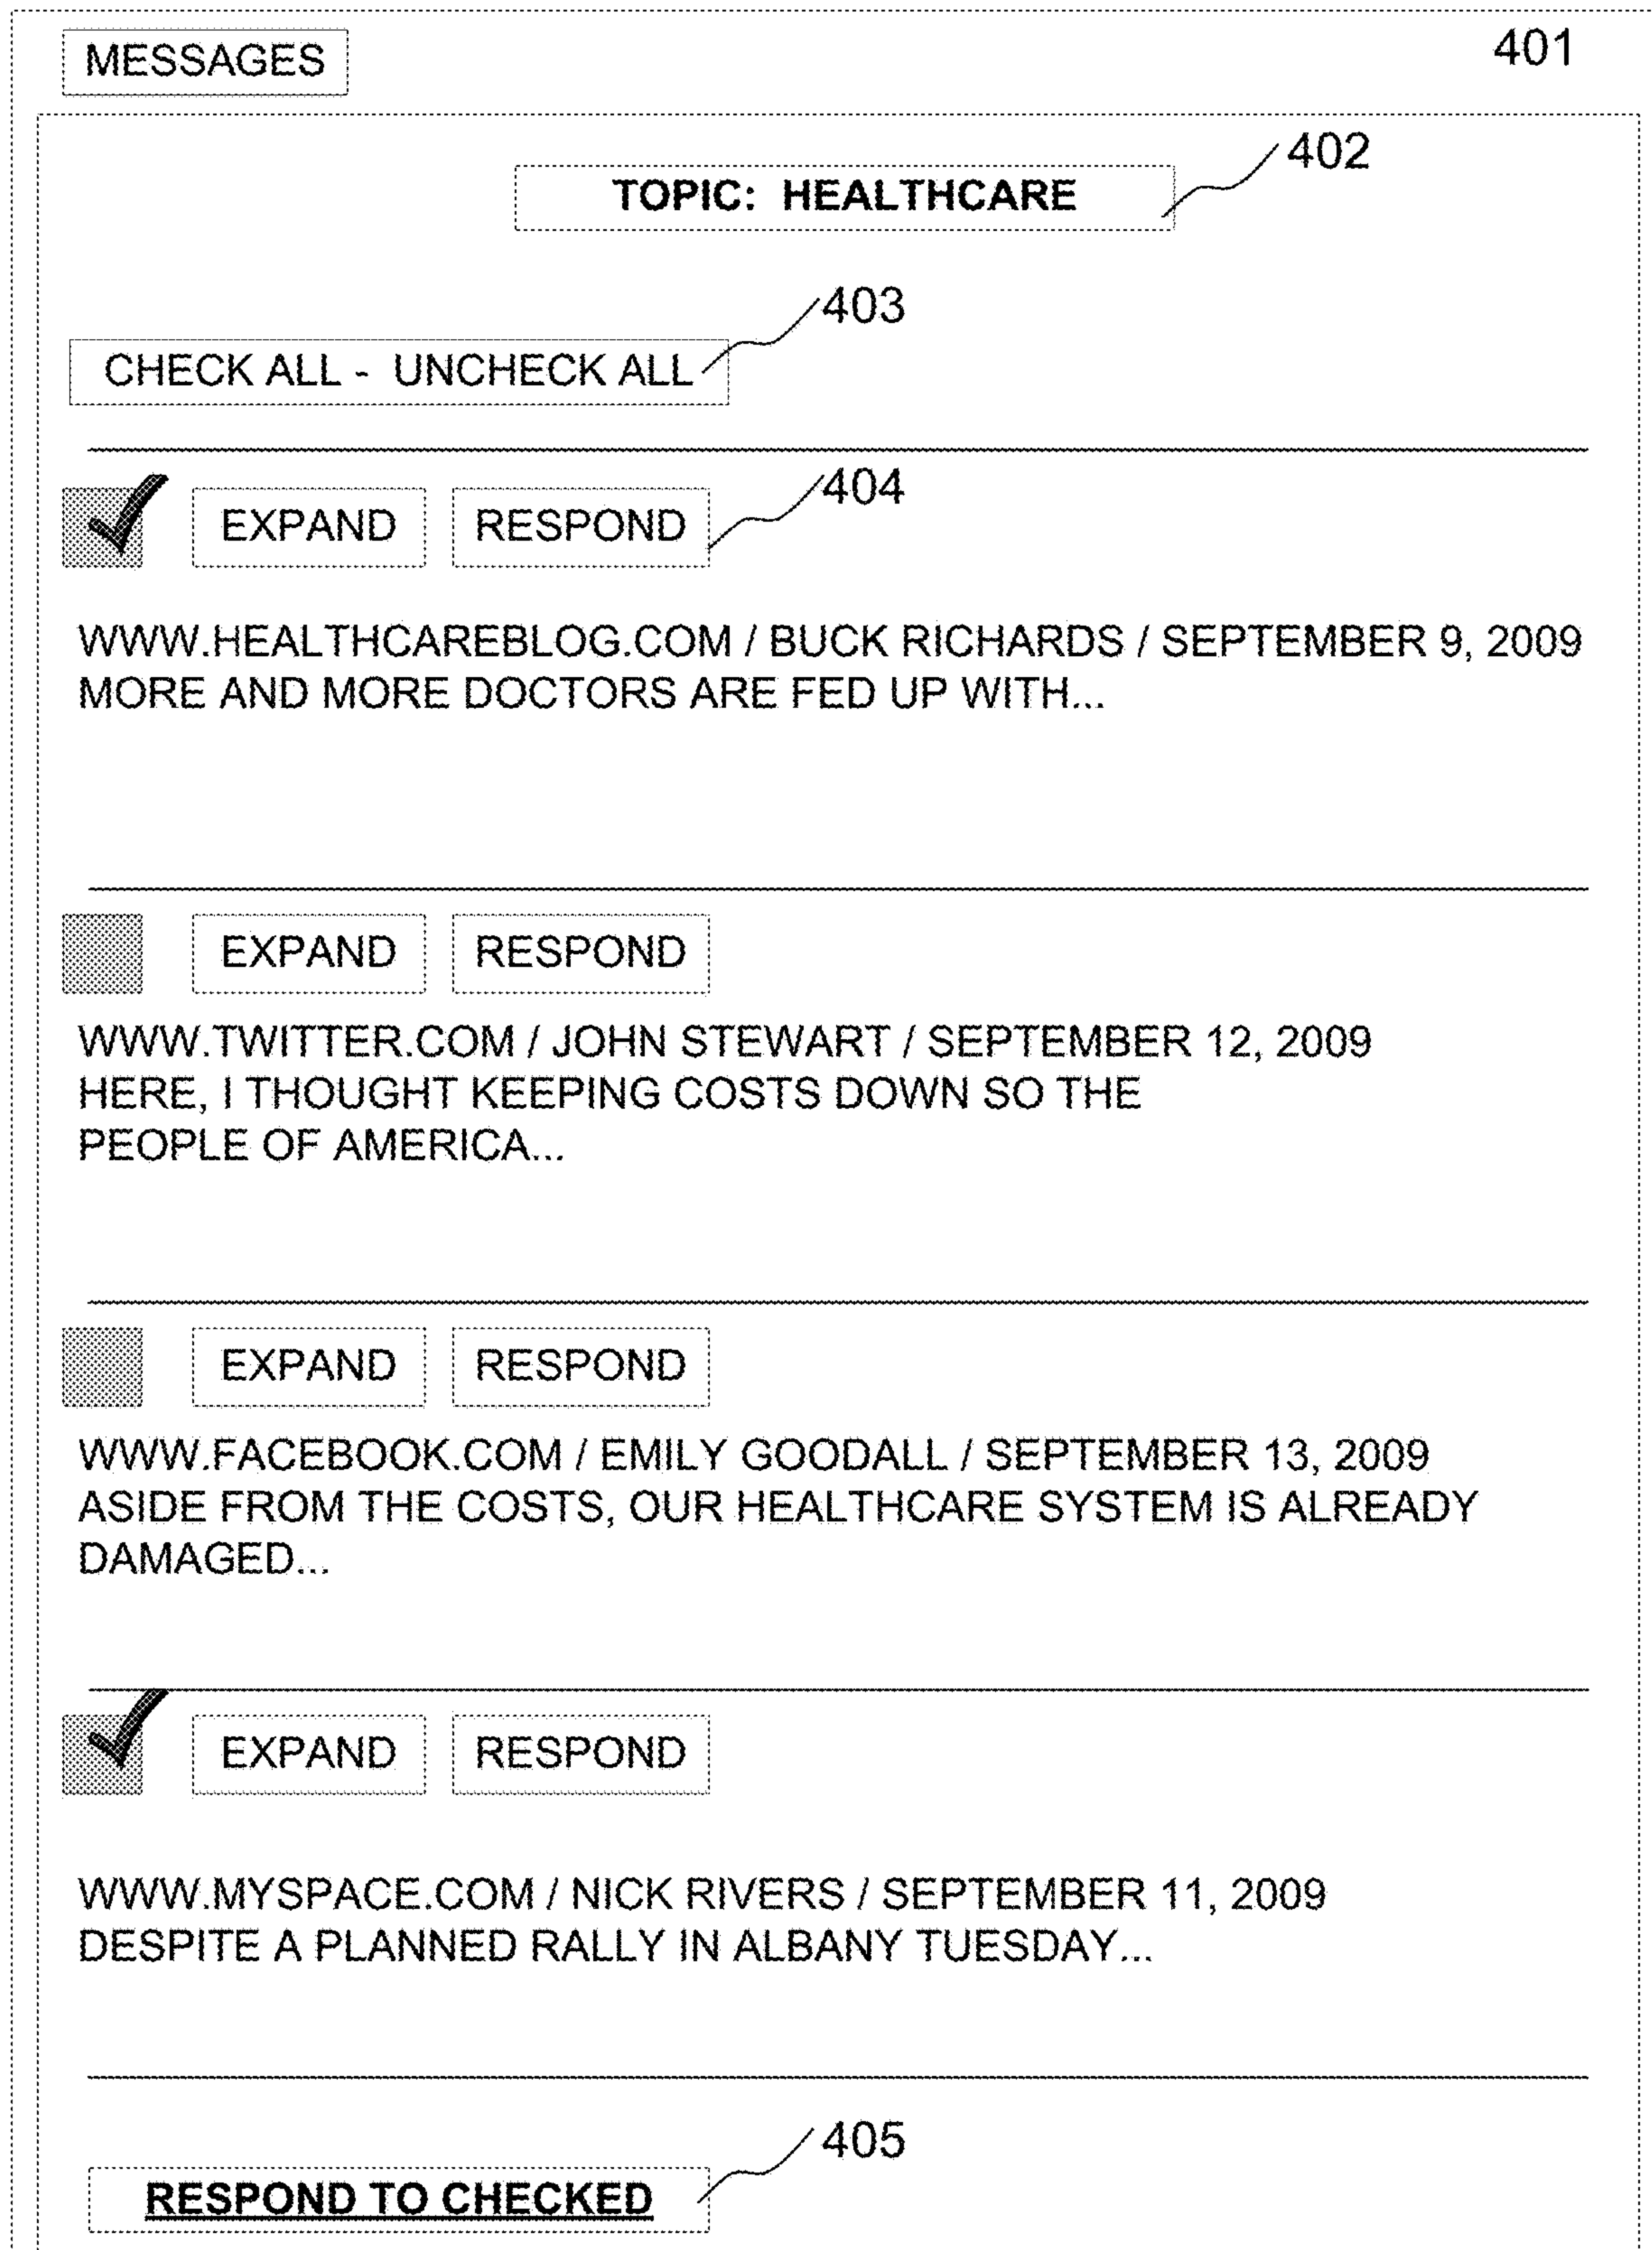 MESSAGES 401
402
TOPIC: HEALTHCARE
403
CHECK ALL - UNCHECK ALL
404
EXPAND RESPOND
WWW.HEALTHCAREBLOG.COM / BUCK RICHARDS / SEPTEMBER 9, 2009
MORE AND MORE DOCTORS ARE FED UP WITH...
EXPAND RESPOND
WWW.TWITTER.COM / JOHN STEWART / SEPTEMBER 12, 2009
HERE, I THOUGHT KEEPING COSTS DOWN SO THE
PEOPLE OF AMERICA...
EXPAND RESPOND
WWW.FACEBOOK.COM / EMILY GOODALL / SEPTEMBER 13, 2009
ASIDE FROM THE COSTS, OUR HEALTHCARE SYSTEM IS ALREADY
DAMAGED...
EXPAND RESPOND
WWW.MYSPACE.COM / NICK RIVERS / SEPTEMBER 11, 2009
DESPITE A PLANNED RALLY IN ALBANY TUESDAY...
405
RESPOND TO CHECKED